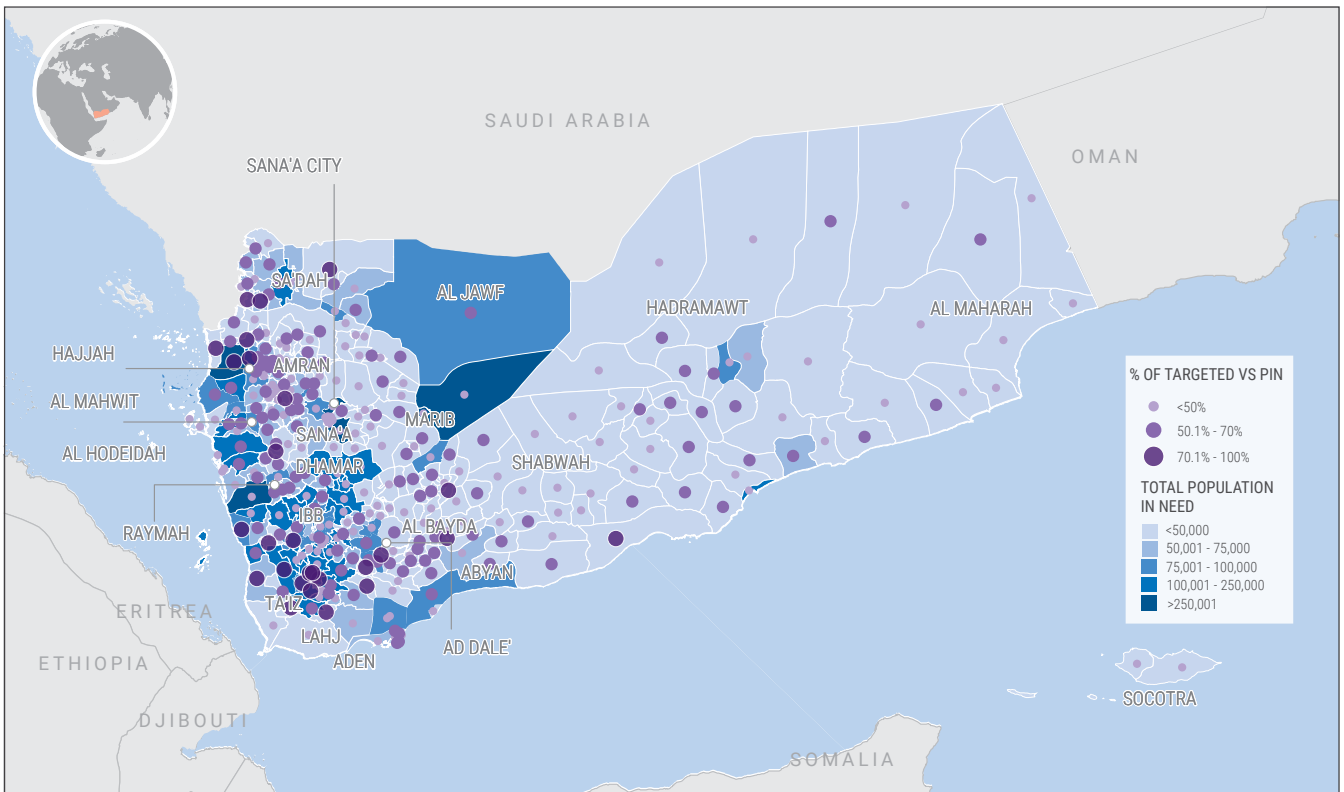 SAUDI ARABIA
OMAN
SANA'A CITY
SA'DAH
AL JAWF
HADRAMAWT
AL MAHARAH
HAJJAH
AMRAN
AL MAHWIT
MARIB
SANA'A
AL HODEIDAH
DHAMAR
SHABWAH
IBB
RAYMAH
AL BAYDA
ABYAN
TA'IZ
ERITREA
LAHJ
AD DALE'
ETHIOPIA
ADEN
DJIBOUTI
SOMALIA
SOCOTRA
% OF TARGETED VS PIN
<50%
50.1% - 70%
70.1% - 100%
TOTAL POPULATION
IN NEED
<50,000
50,001 - 75,000
75,001 - 100,000
100,001 - 250,000
>250,001